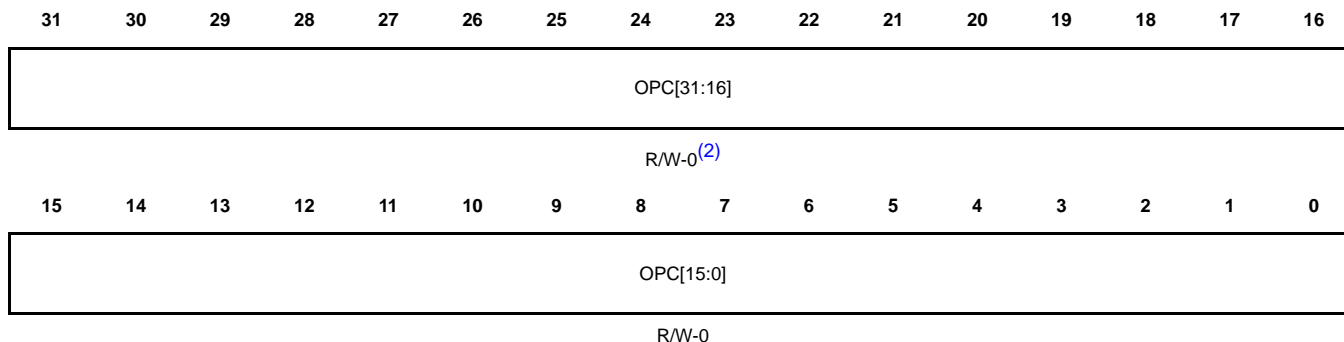 31 30 29 28 27 26 25 24 23 22 21 20 19 18 17 16
OPC[31:16]
R/W-0(2)
15 14 13 12 11 10 9 8 7 6 5 4 3 2 1 0
OPC[15:0]
R/W-0